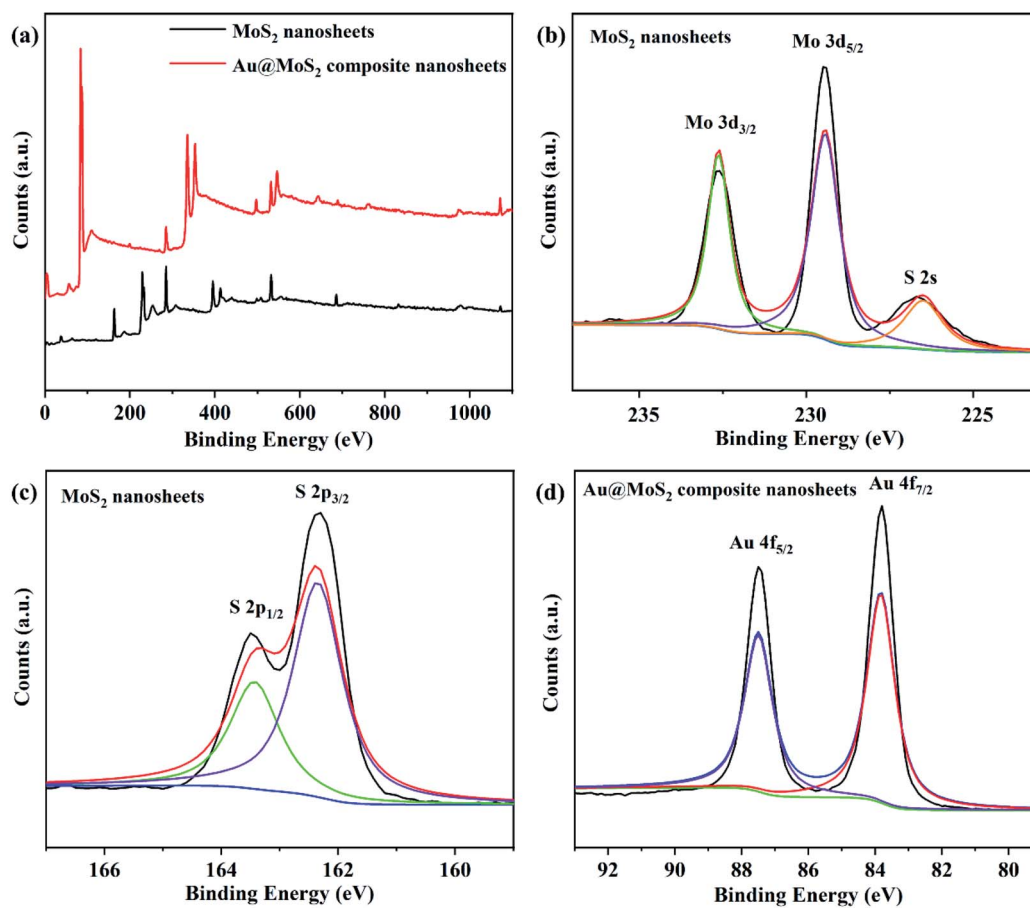 (a)
MoS₂ nanosheets
Au@MoS₂ composite nanosheets
Counts (a.u.)
0 200 400 600 800 1000
Binding Energy (eV)
(b)
MoS₂ nanosheets
Mo 3d₅/₂
Mo 3d₃/₂
S 2s
Counts (a.u.)
235 230 225
Binding Energy (eV)
(c)
MoS₂ nanosheets
S 2p₃/₂
S 2p₁/₂
Counts (a.u.)
166 164 162 160
Binding Energy (eV)
(d)
Au@MoS₂ composite nanosheets
Au 4f₇/₂
Au 4f₅/₂
Counts (a.u.)
92 90 88 86 84 82 80
Binding Energy (eV)